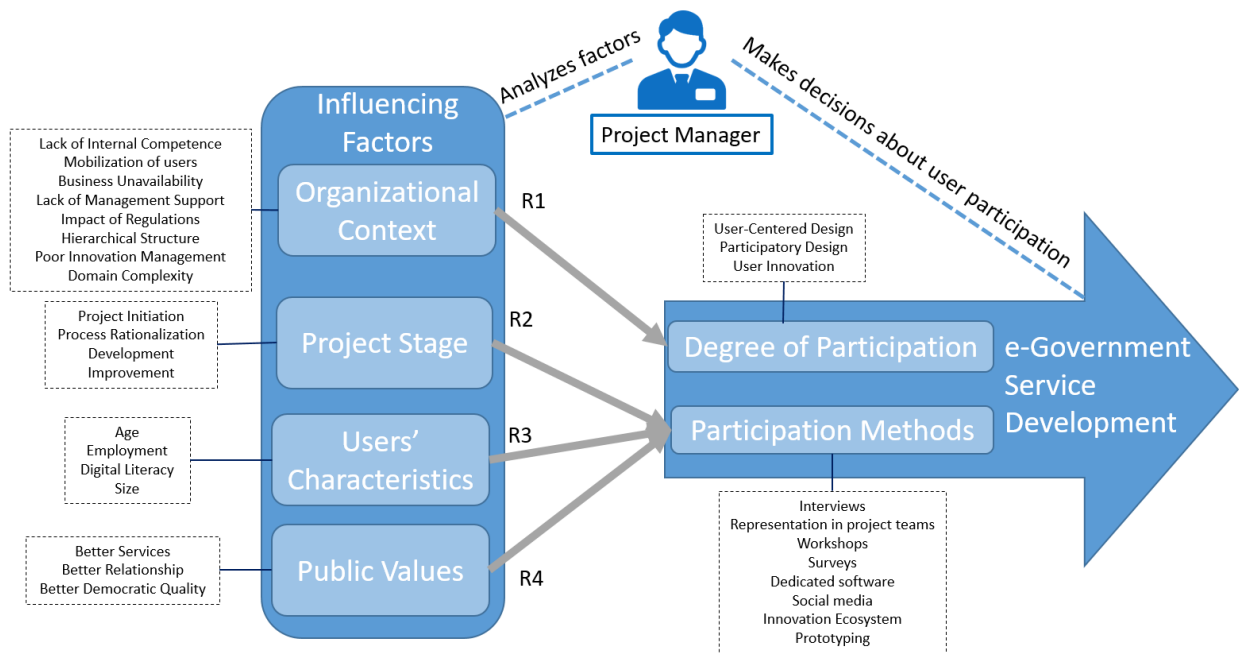 Analyzes factors
Makes decisions about user participation
Project Manager
Influencing
Factors
Lack of Internal Competence
Mobilization of users
Business Unavailability
Lack of Management Support
Impact of Regulations
Hierarchical Structure
Poor Innovation Management
Domain Complexity
Organizational
Context
R1
User-Centered Design
Participatory Design
User Innovation
Project Initiation
Process Rationalization
Development
Improvement
Project Stage
R2
Degree of Participation
e-Government
Service
Development
Age
Employment
Digital Literacy
Size
Users'
Characteristics
R3
Participation Methods
Better Services
Better Relationship
Better Democratic Quality
Public Values
R4
Interviews
Representation in project teams
Workshops
Surveys
Dedicated software
Social media
Innovation Ecosystem
Prototyping